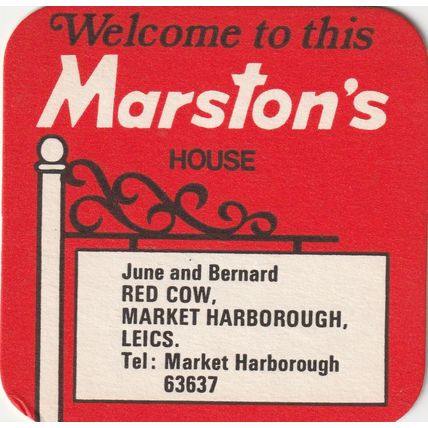 Welcome to this
Marston's
HOUSE
June and Bernard
RED COW,
MARKET HARBOROUGH,
LEICS.
Tel: Market Harborough
63637